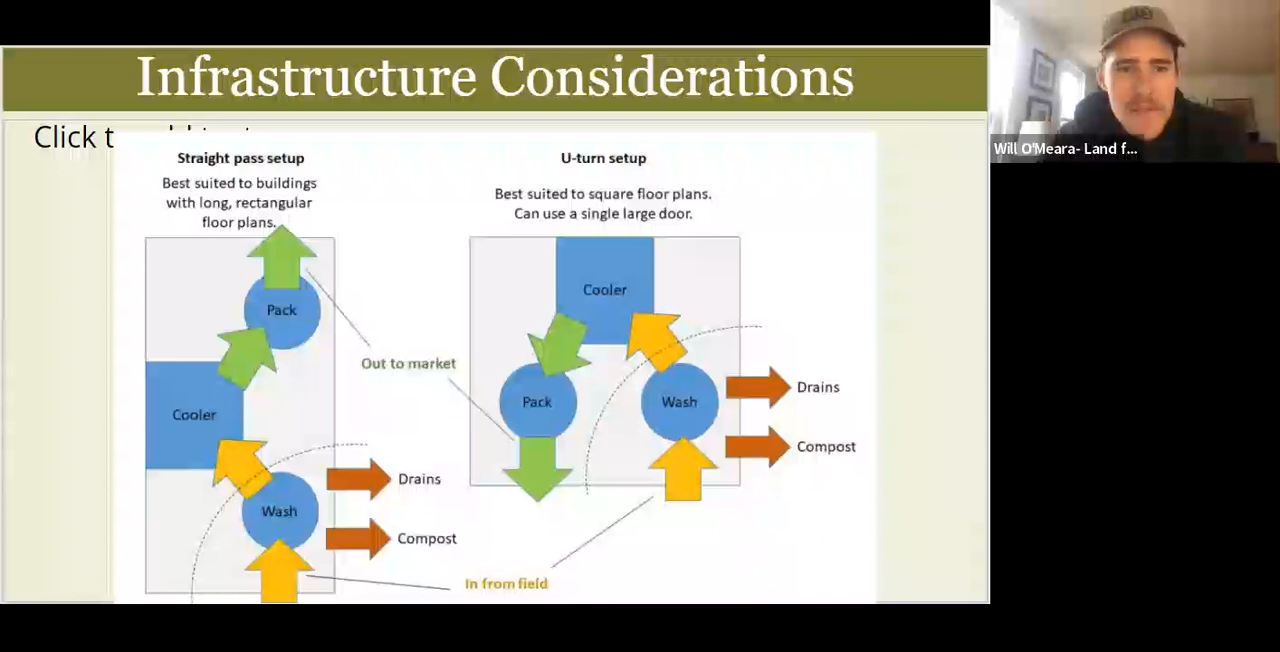 Infrastructure Considerations
Click t
Straight pass setup
Best suited to buildings
with long, rectangular
floor plans.
Pack
Cooler
Wash
Drains
Compost
Out to market
In from field
U-turn setup
Best suited to square floor plans.
Can use a single large door.
Cooler
Pack
Wash
Drains
Compost
Will O'Meara- Land f...